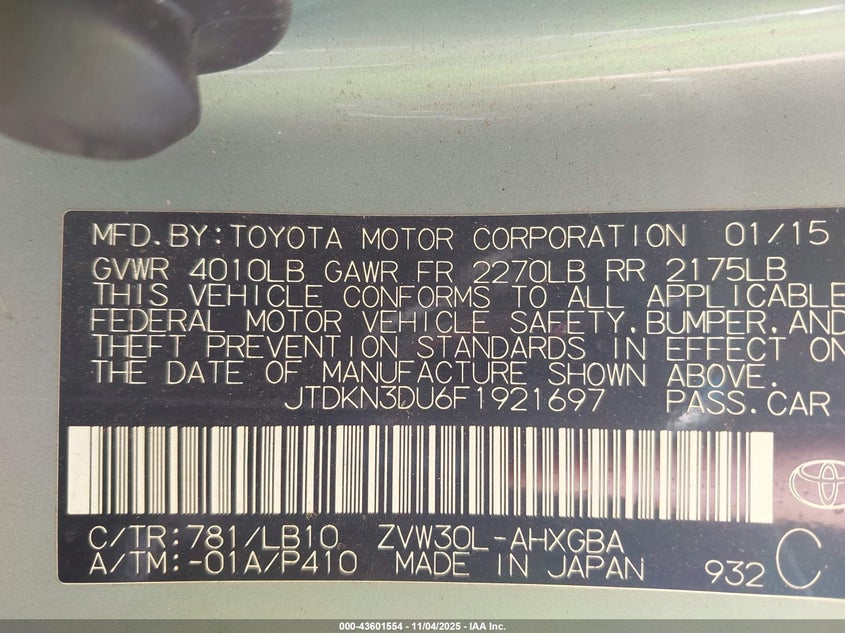 MFD.BY:TOYOTA MOTOR CORPORATION 01/15
GVWR 4010LB GAWR FR 2270LB RR 2175LB
THIS VEHICLE CONFORMS TO ALL APPLICABLE
FEDERAL MOTOR VEHICLE SAFETY,BUMPER,AND
THEFT PREVENTION STANDARDS IN EFFECT ON
THE DATE OF MANUFACTURE SHOWN ABOVE.
JTDKN3DU6F1921697 PASS.CAR
C/TR:781/LB10 ZVW30L-AHXGBA
A/TM:-01A/P410 MADE IN JAPAN 932 C
000-43601554 - 11/04/2025 - IAA Inc.